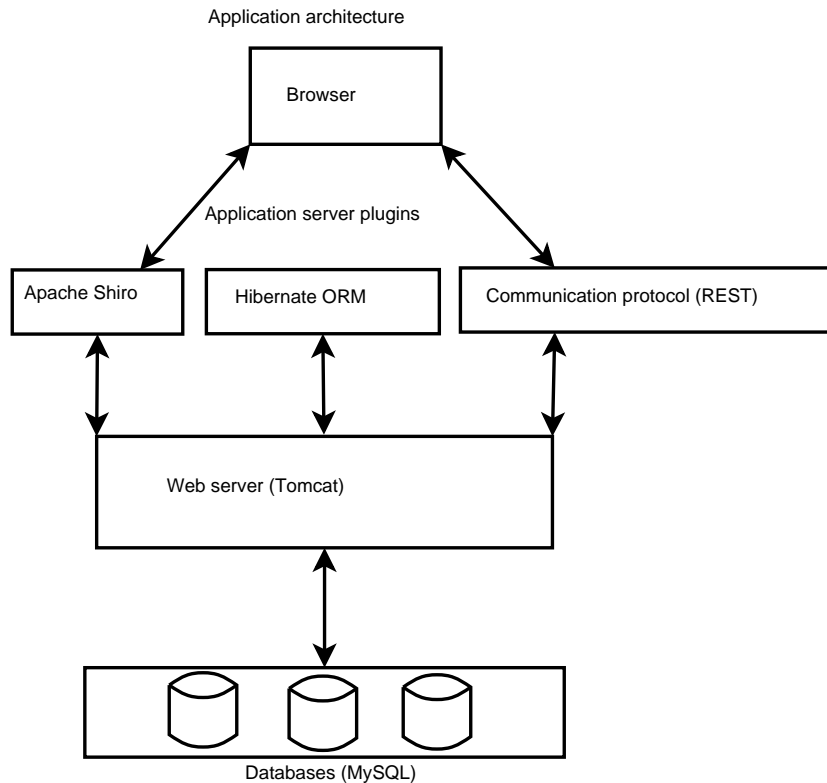 Application architecture
Browser
Application server plugins
Apache Shiro
Hibernate ORM
Communication protocol (REST)
Web server (Tomcat)
Databases (MySQL)